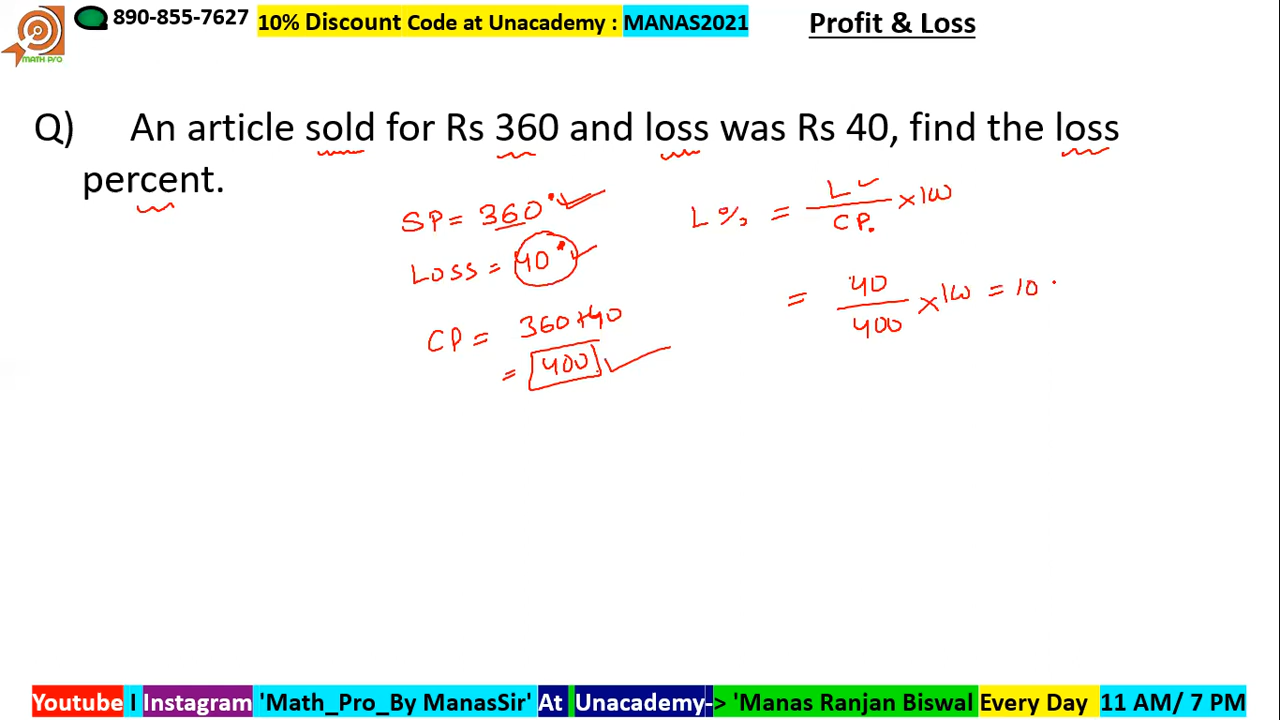 890-855-7627 10% Discount Code at Unacademy : MANAS2021 Profit & Loss
MATH PRO
Q) An article sold for Rs 360 and loss was Rs 40, find the loss
percent.
SP = 360
LOSS = 40
CP = 360+40
= 400
L% = L/CP. ×100
= 40/400 ×100 = 10
Youtube I Instagram 'Math_Pro_By ManasSir' At Unacademy-> 'Manas Ranjan Biswal Every Day 11 AM/ 7 PM